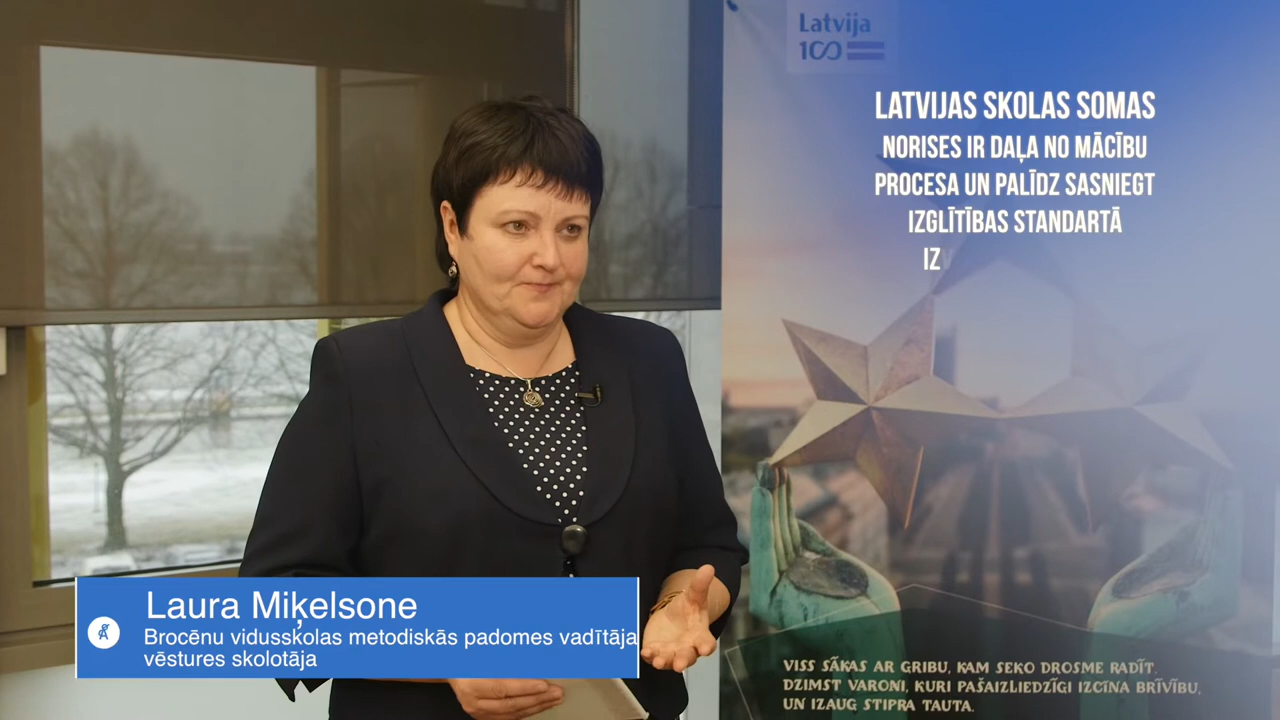 Latvija
100
LATVIJAS SKOLAS SOMAS
NORISES IR DAĻA NO MĀCĪBU
PROCESA UN PALĪDZ SASNIEGT
IZGLĪTĪBAS STANDARTĀ
IZ
Laura Miķelsone
Brocēnu vidusskolas metodiskās padomes vadītāja
vēstures skolotāja
VISS SĀKAS AR GRIBU, KAM SEKO DROSME RADĪT.
DZIMST VAROŅI, KURI PAŠAIZLIEDZĪGI IZCĪNA BRĪVĪBU,
UN IZAUG STIPRA TAUTA.